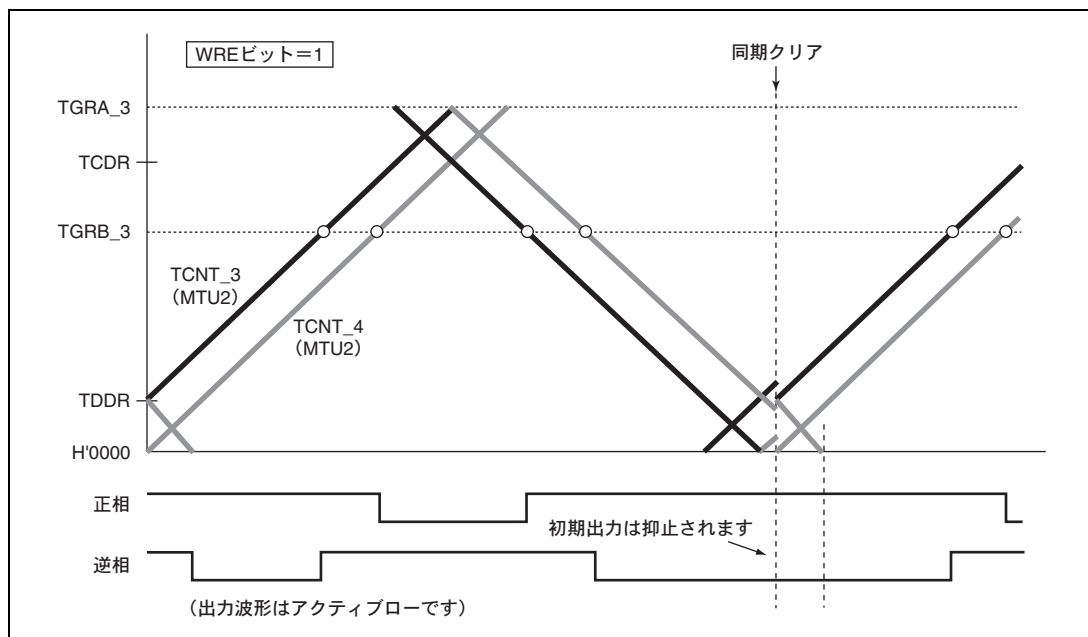 WREビット=1
同期クリア
TGRA_3
TCDR
TGRB_3
TCNT_3
(MTU2)
TCNT_4
(MTU2)
TDDR
H'0000
正相
初期出力は抑止されます
逆相
(出力波形はアクティブローです)